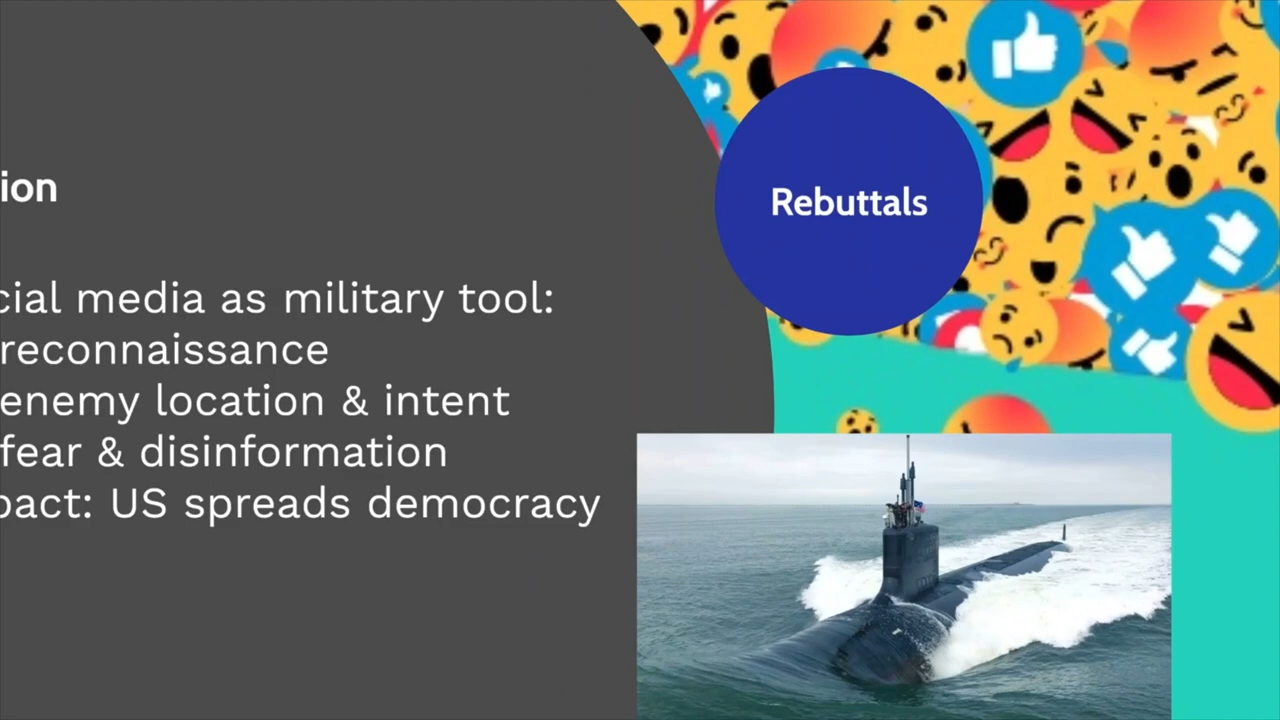 ion
cial media as military tool:
reconnaissance
enemy location & intent
fear & disinformation
pact: US spreads democracy
Rebuttals